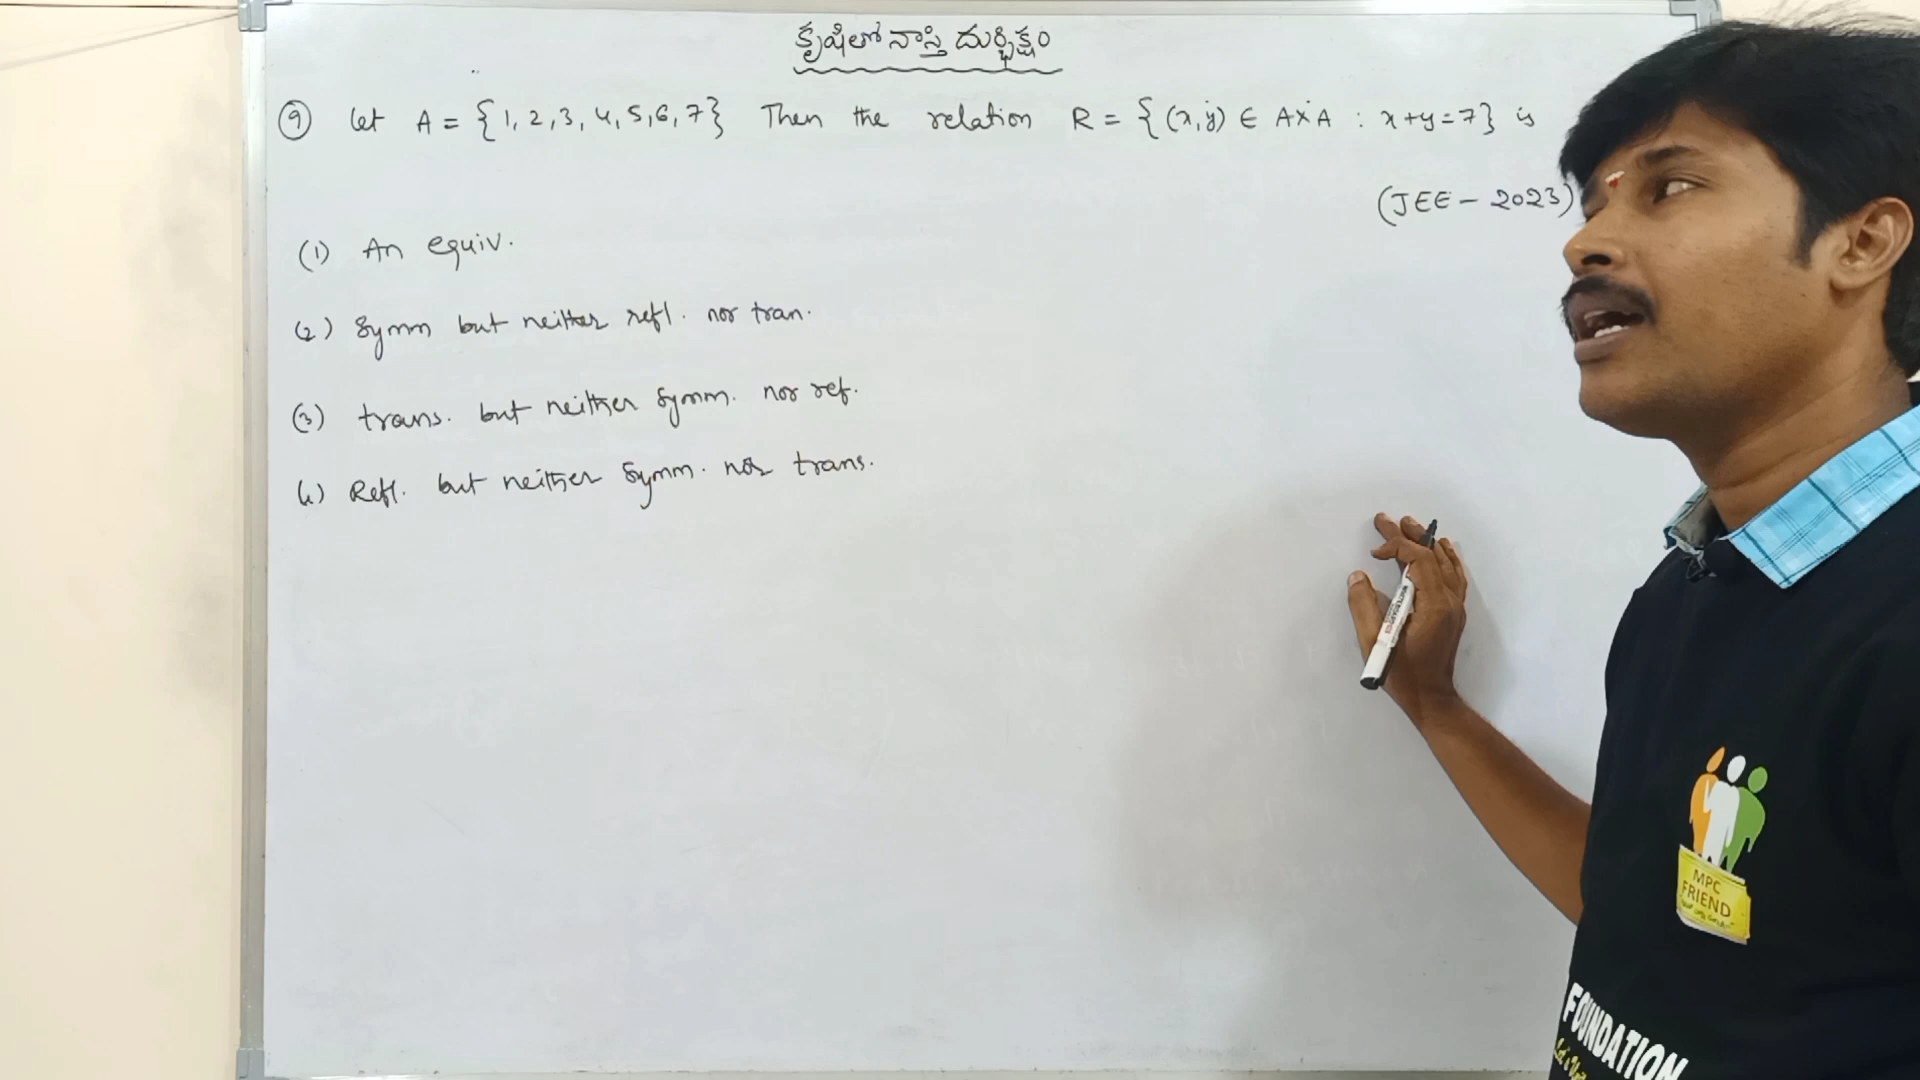 కృషితో నాస్తి దుర్భిక్షం
9 Let A = {1, 2, 3, 4, 5, 6, 7} Then the relation R = {(x, y) ∈ A×A : x+y=7} is
(JEE - 2023)
(1) An equiv.
(2) Symm but neither refl. nor tran.
(3) trans. but neither symm. nor ref.
(4) Refl. but neither symm. nor trans.
MPC
FRIEND
FOUNDATION